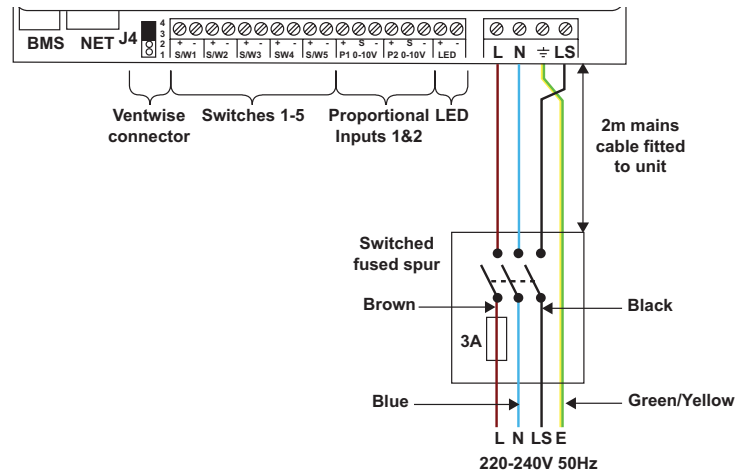 BMS NET J4
4
3
2
1
+ - + - + - + - + - + S - + S - + -
S/W1 S/W2 S/W3 SW4 S/W5 P1 0-10V P2 0-10V LED
L N LS
Ventwise
connector
Switches 1-5
Proportional
Inputs 1&2
LED
2m mains
cable fitted
to unit
Switched
fused spur
Brown
Black
3A
Blue
Green/Yellow
L N LS E
220-240V 50Hz